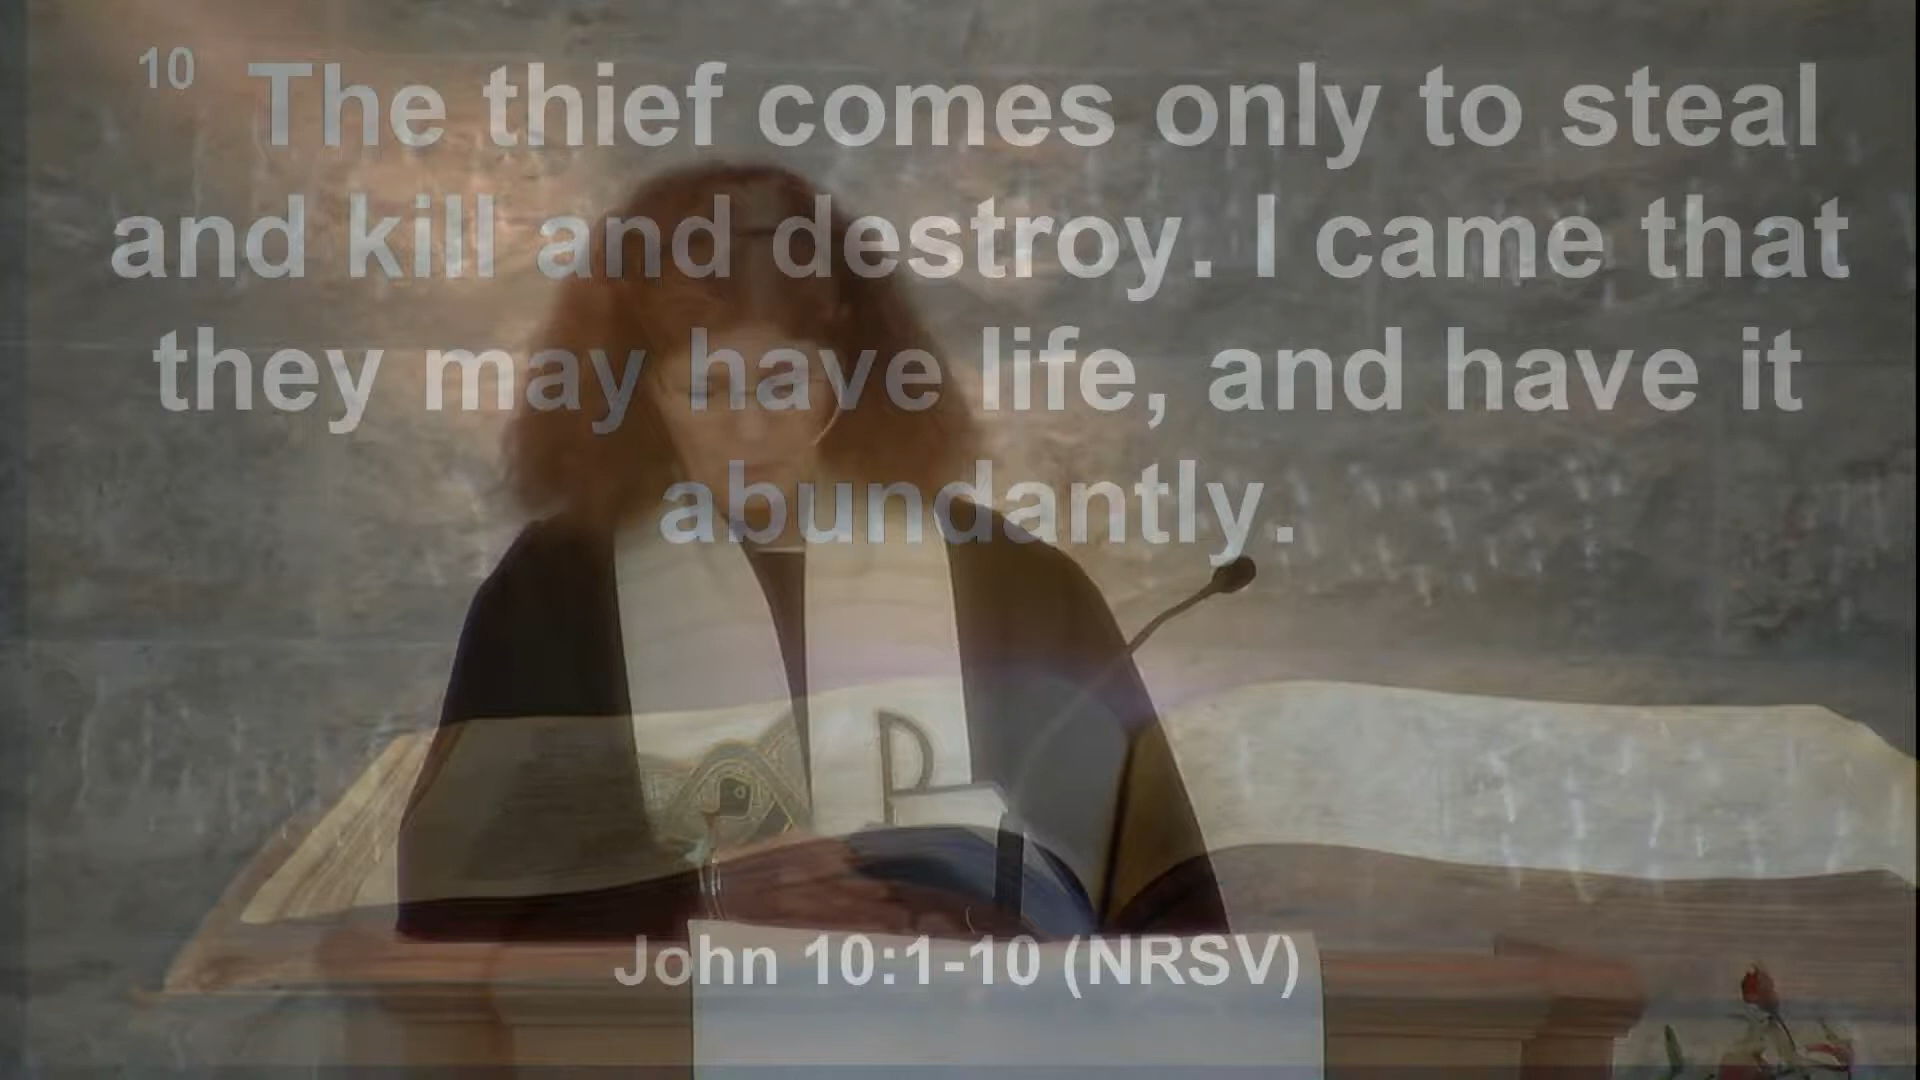 10 The thief comes only to steal
and kill and destroy. I came that
they may have life, and have it
abundantly.
John 10:1-10 (NRSV)